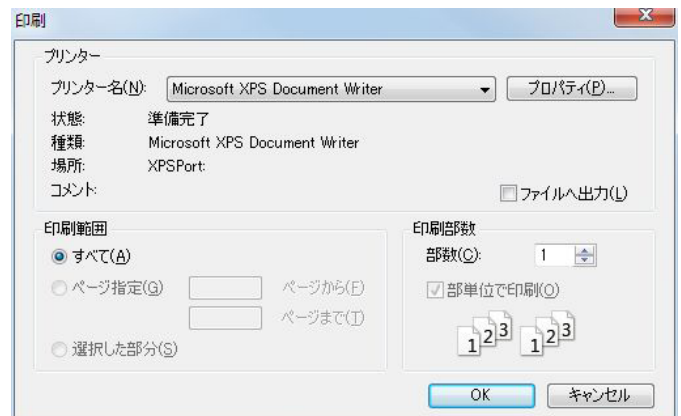 印刷
プリンター
プリンター名(N): Microsoft XPS Document Writer プロパティ(P)...
状態: 準備完了
種類: Microsoft XPS Document Writer
場所: XPSPort:
コメント: ファイルへ出力(L)
印刷範囲
すべて(A)
ページ指定(G) ページから(F)
ページまで(T)
選択した部分(S)
印刷部数
部数(C): 1
部単位で印刷(O)
1 2 3 1 2 3
OK キャンセル